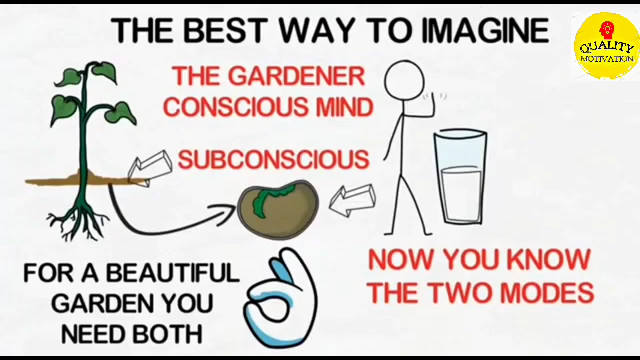 THE BEST WAY TO IMAGINE
QUALITY
MOTIVATION
THE GARDENER
CONSCIOUS MIND
SUBCONSCIOUS
FOR A BEAUTIFUL
GARDEN YOU
NEED BOTH
NOW YOU KNOW
THE TWO MODES